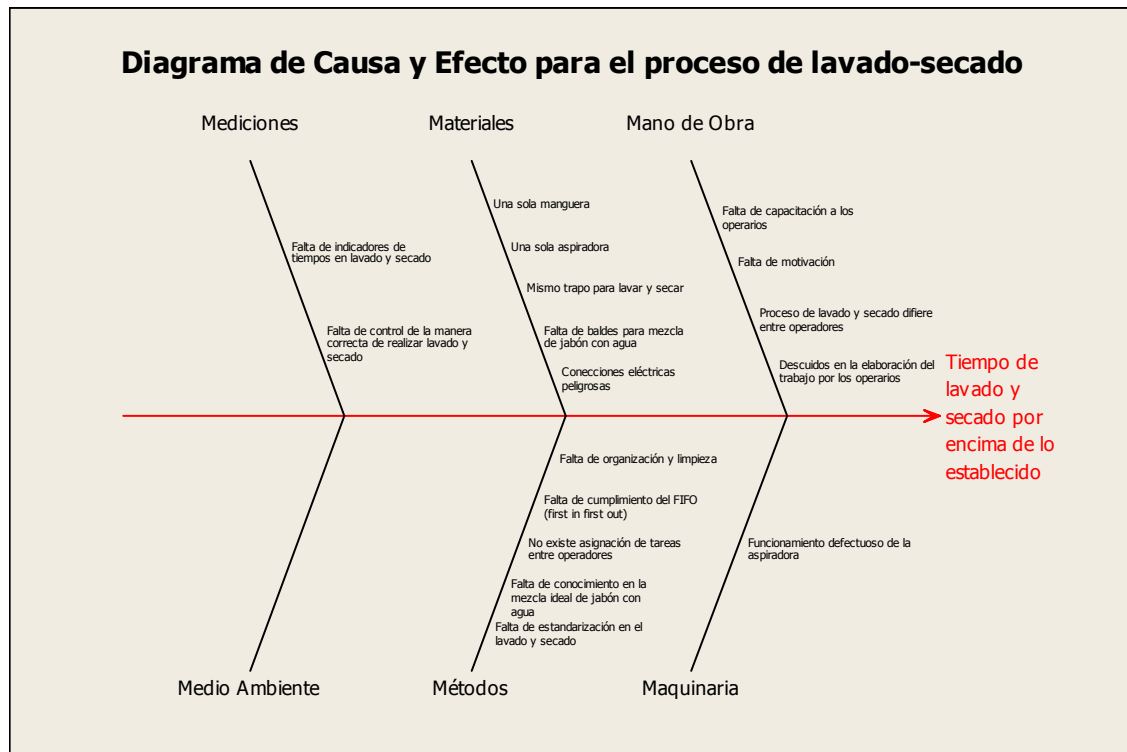 Diagrama de Causa y Efecto para el proceso de lavado-secado
Mediciones
Materiales
Mano de Obra
Falta de indicadores de
tiempos en lavado y secado
Falta de control de la manera
correcta de realizar lavado y
secado
Una sola manguera
Una sola aspiradora
Mismo trapo para lavar y secar
Falta de baldes para mezcla
de jabón con agua
Conecciones eléctricas
peligrosas
Falta de capacitación a los
operarios
Falta de motivación
Proceso de lavado y secado difiere
entre operadores
Descuidos en la elaboración del
trabajo por los operarios
Tiempo de
lavado y
secado por
encima de lo
establecido
Falta de organización y limpieza
Falta de cumplimiento del FIFO
(first in first out)
No existe asignación de tareas
entre operadores
Falta de conocimiento en la
mezcla ideal de jabón con
agua
Falta de estandarización en el
lavado y secado
Funcionamiento defectuoso de la
aspiradora
Medio Ambiente
Métodos
Maquinaria